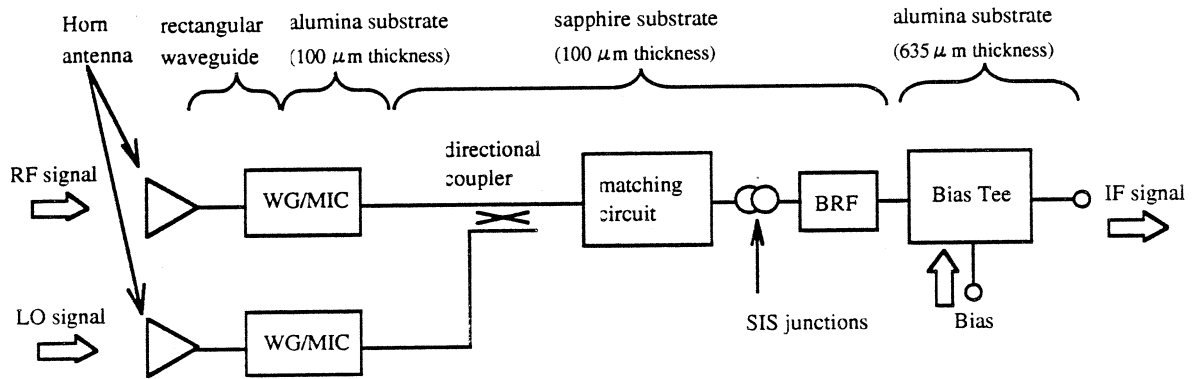 Horn
antenna
rectangular
waveguide
alumina substrate
(100 μm thickness)
sapphire substrate
(100 μm thickness)
alumina substrate
(635 μm thickness)
RF signal
WG/MIC
directional
coupler
matching
circuit
BRF
Bias Tee
IF signal
LO signal
WG/MIC
SIS junctions
Bias